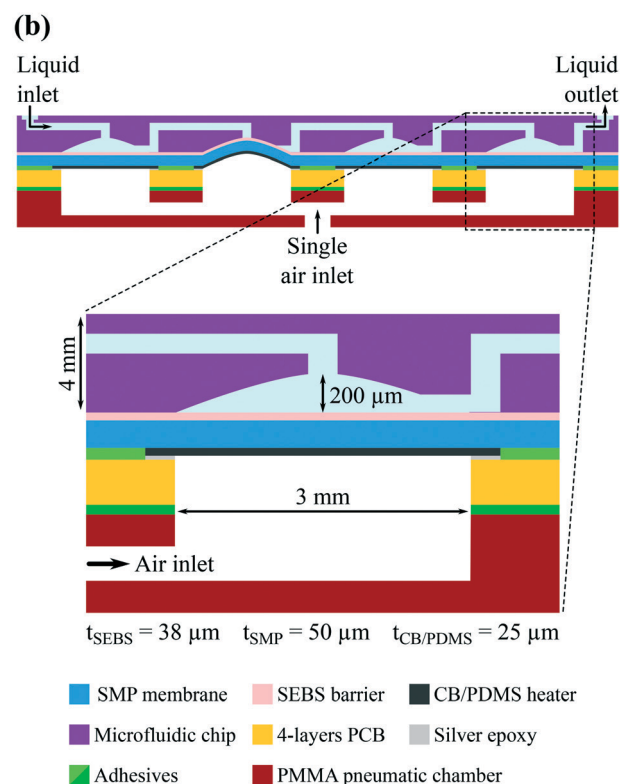 (b)
Liquid inlet
Liquid outlet
Single air inlet
4 mm
200 µm
3 mm
Air inlet
t_SEBS = 38 µm t_SMP = 50 µm t_CB/PDMS = 25 µm
SMP membrane SEBS barrier CB/PDMS heater
Microfluidic chip 4-layers PCB Silver epoxy
Adhesives PMMA pneumatic chamber